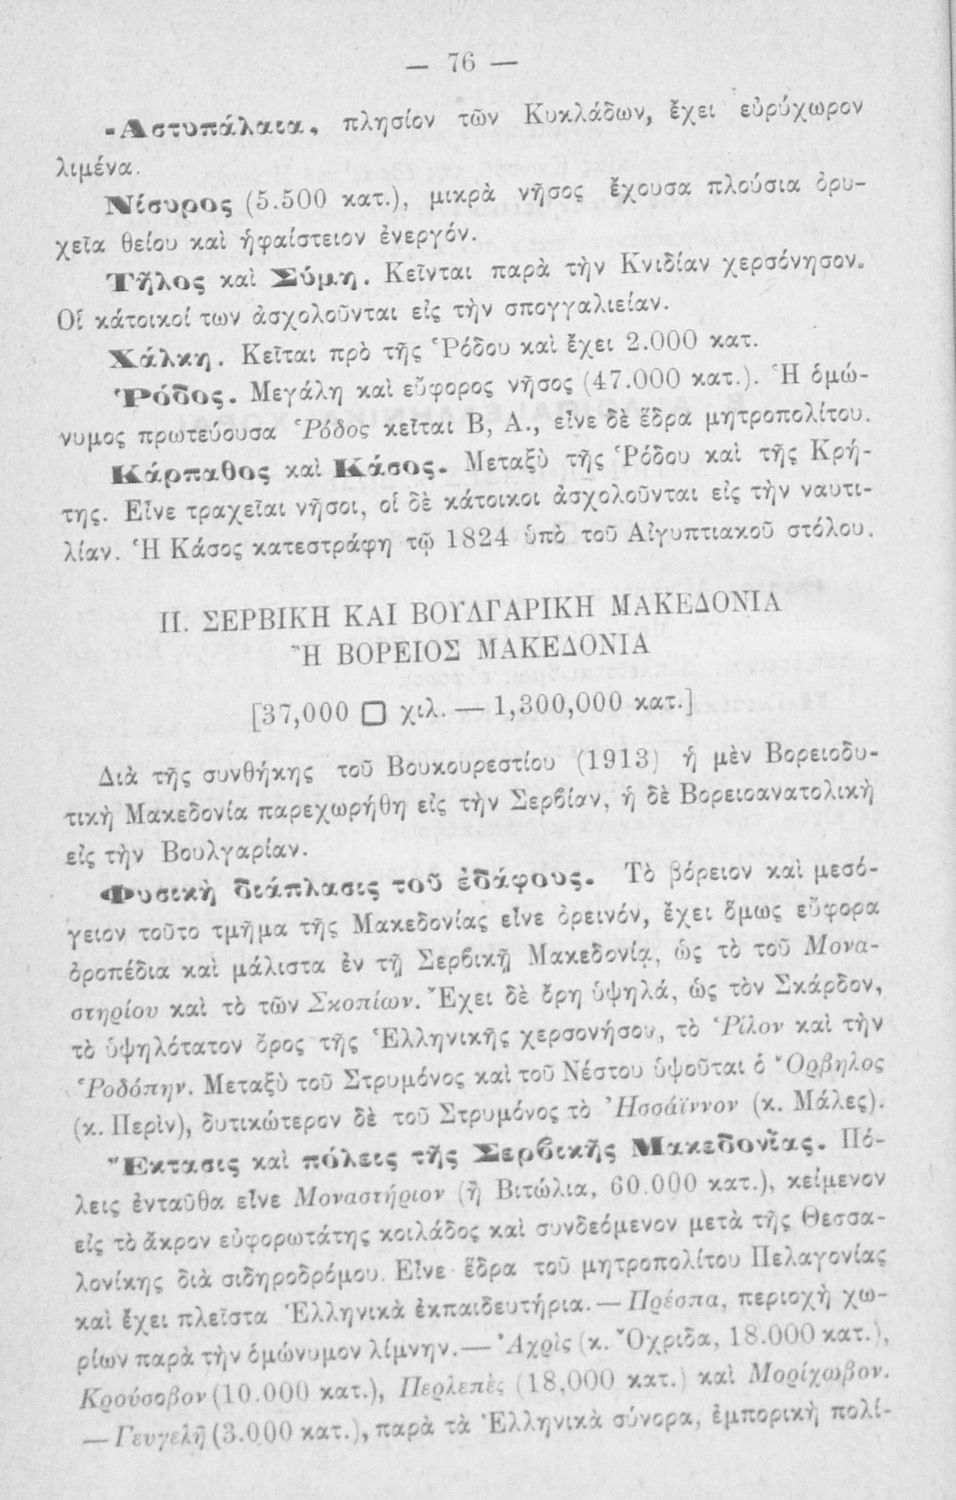 — 76 —
Ἀστυπάλαια, πλησίον τῶν Κυκλάδων, ἔχει εὐρύχωρον
λιμένα.
Νίσυρος (5.500 κατ.), μικρὰ νῆσος ἔχουσα πλούσια ὀρυ-
χεῖα θείου καὶ ἡφαίστειον ἐνεργόν.
Τῆλος καὶ Σύμη. Κεῖνται παρὰ τὴν Κνιδίαν χερσόνησον.
Οἱ κάτοικοί των ἀσχολοῦνται εἰς τὴν σπογγαλιείαν.
Χάλκη. Κεῖται πρὸ τῆς Ῥόδου καὶ ἔχει 2.000 κατ.
Ῥόδος. Μεγάλη καὶ εὔφορος νῆσος (47.000 κατ.). Ἡ ὁμώ-
νυμος πρωτεύουσα Ῥόδος κεῖται Β, Α., εἶνε δὲ ἕδρα μητροπολίτου.
Κάρπαθος καὶ Κάσος. Μεταξὺ τῆς Ῥόδου καὶ τῆς Κρή-
της. Εἶνε τραχεῖαι νῆσοι, οἱ δὲ κάτοικοι ἀσχολοῦνται εἰς τὴν ναυτι-
λίαν. Ἡ Κάσος κατεστράφη τῷ 1824 ὑπὸ τοῦ Αἰγυπτιακοῦ στόλου.
ΙΙ. ΣΕΡΒΙΚΗ ΚΑΙ ΒΟΥΛΓΑΡΙΚΗ ΜΑΚΕΔΟΝΙΑ
Ἢ ΒΟΡΕΙΟΣ ΜΑΚΕΔΟΝΙΑ
[37,000 □ χιλ. — 1,300,000 κατ.]
Διὰ τῆς συνθήκης τοῦ Βουκουρεστίου (1913) ἡ μὲν Βορειοδυ-
τικὴ Μακεδονία παρεχωρήθη εἰς τὴν Σερβίαν, ἡ δὲ Βορειοανατολικὴ
εἰς τὴν Βουλγαρίαν.
Φυσικὴ διάπλασις τοῦ ἐδάφους. Τὸ βόρειον καὶ μεσό-
γειον τοῦτο τμῆμα τῆς Μακεδονίας εἶνε ὀρεινόν, ἔχει ὅμως εὔφορα
ὀροπέδια καὶ μάλιστα ἐν τῇ Σερβικῇ Μακεδονίᾳ, ὡς τὸ τοῦ Μονα-
στηρίου καὶ τὸ τῶν Σκοπίων. Ἔχει δὲ ὄρη ὑψηλά, ὡς τὸν Σκάρδον,
τὸ ὑψηλότατον ὄρος τῆς Ἑλληνικῆς χερσονήσου, τὸ Ῥίλον καὶ τὴν
Ῥοδόπην. Μεταξὺ τοῦ Στρυμόνος καὶ τοῦ Νέστου ὑψοῦται ὁ Ὄρβηλος
(κ. Περὶν), δυτικώτερον δὲ τοῦ Στρυμόνος τὸ Ἡσσάϊννον (κ. Μάλες).
Ἔκτασις καὶ πόλεις τῆς Σερβικῆς Μακεδονίας. Πό-
λεις ἐνταῦθα εἶνε Μοναστήριον (ἢ Βιτώλια, 60.000 κατ.), κείμενον
εἰς τὸ ἄκρον εὐφορωτάτης κοιλάδος καὶ συνδεόμενον μετὰ τῆς Θεσσα-
λονίκης διὰ σιδηροδρόμου. Εἶνε ἕδρα τοῦ μητροπολίτου Πελαγονίας
καὶ ἔχει πλεῖστα Ἑλληνικὰ ἐκπαιδευτήρια. — Πρέσπα, περιοχὴ χω-
ρίων παρὰ τὴν ὁμώνυμον λίμνην. — Ἀχρὶς (κ. Ὄχριδα, 18.000 κατ.),
Κρούσοβον (10.000 κατ.), Περλεπὲς (18,000 κατ.) καὶ Μορίχωβον.
— Γευγελῆ (3.000 κατ.), παρὰ τὰ Ἑλληνικὰ σύνορα, ἐμπορικὴ πολί-